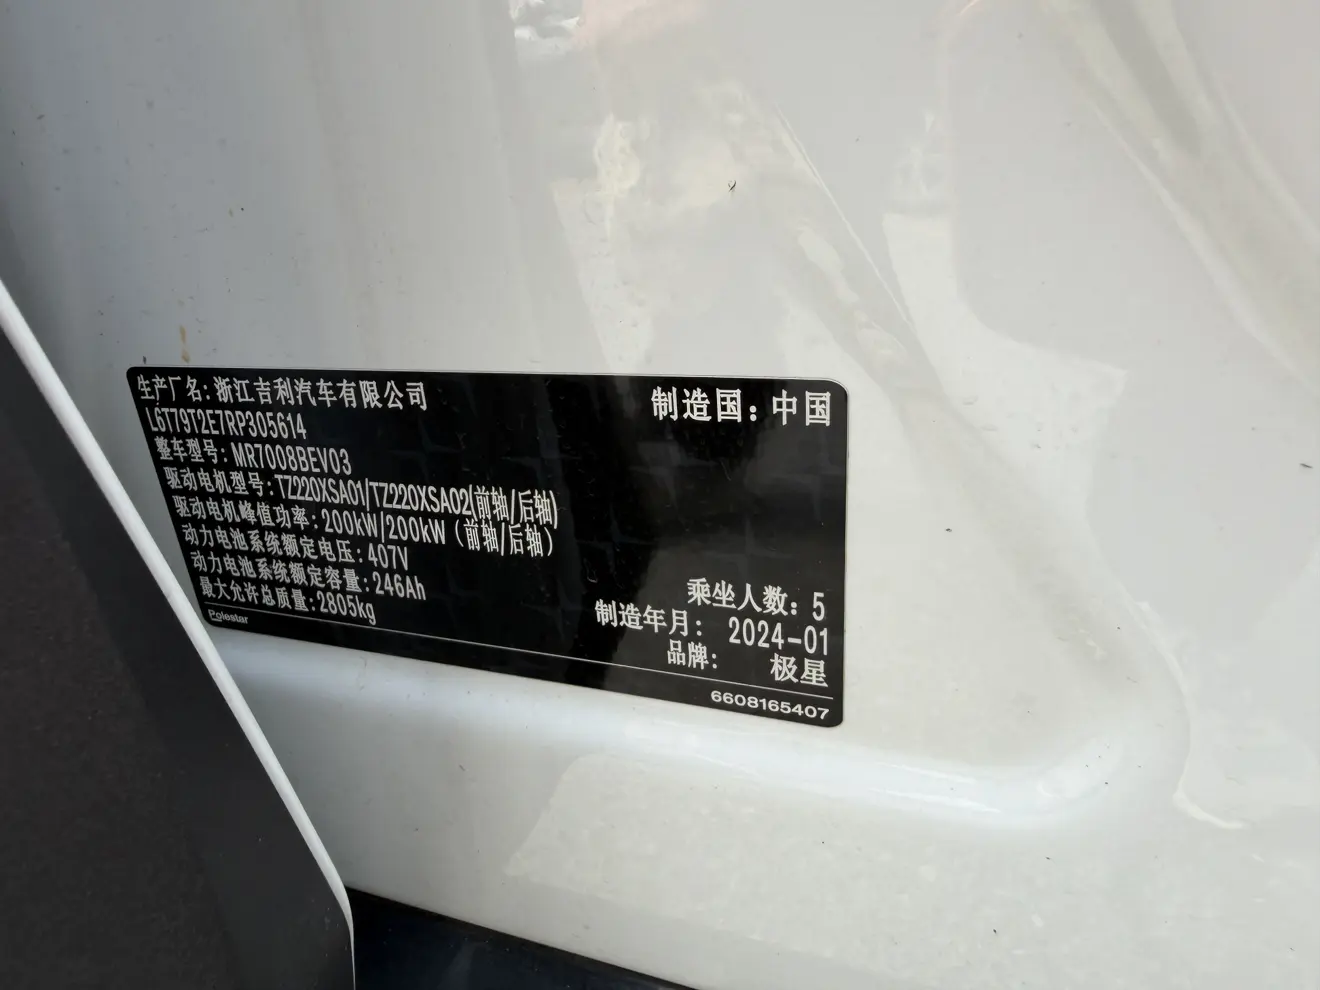 生产厂名：浙江吉利汽车有限公司
制造国：中国
L6T79T2E7RP305614
整车型号：MR7008BEV03
驱动电机型号：TZ220XSA01/TZ220XSA02(前轴/后轴)
驱动电机峰值功率：200kW/200kW（前轴/后轴）
动力电池系统额定电压：407V
动力电池系统额定容量：246Ah
最大允许总质量：2805kg
乘坐人数：5
制造年月：2024-01
品牌：极星
Polestar
6608165407